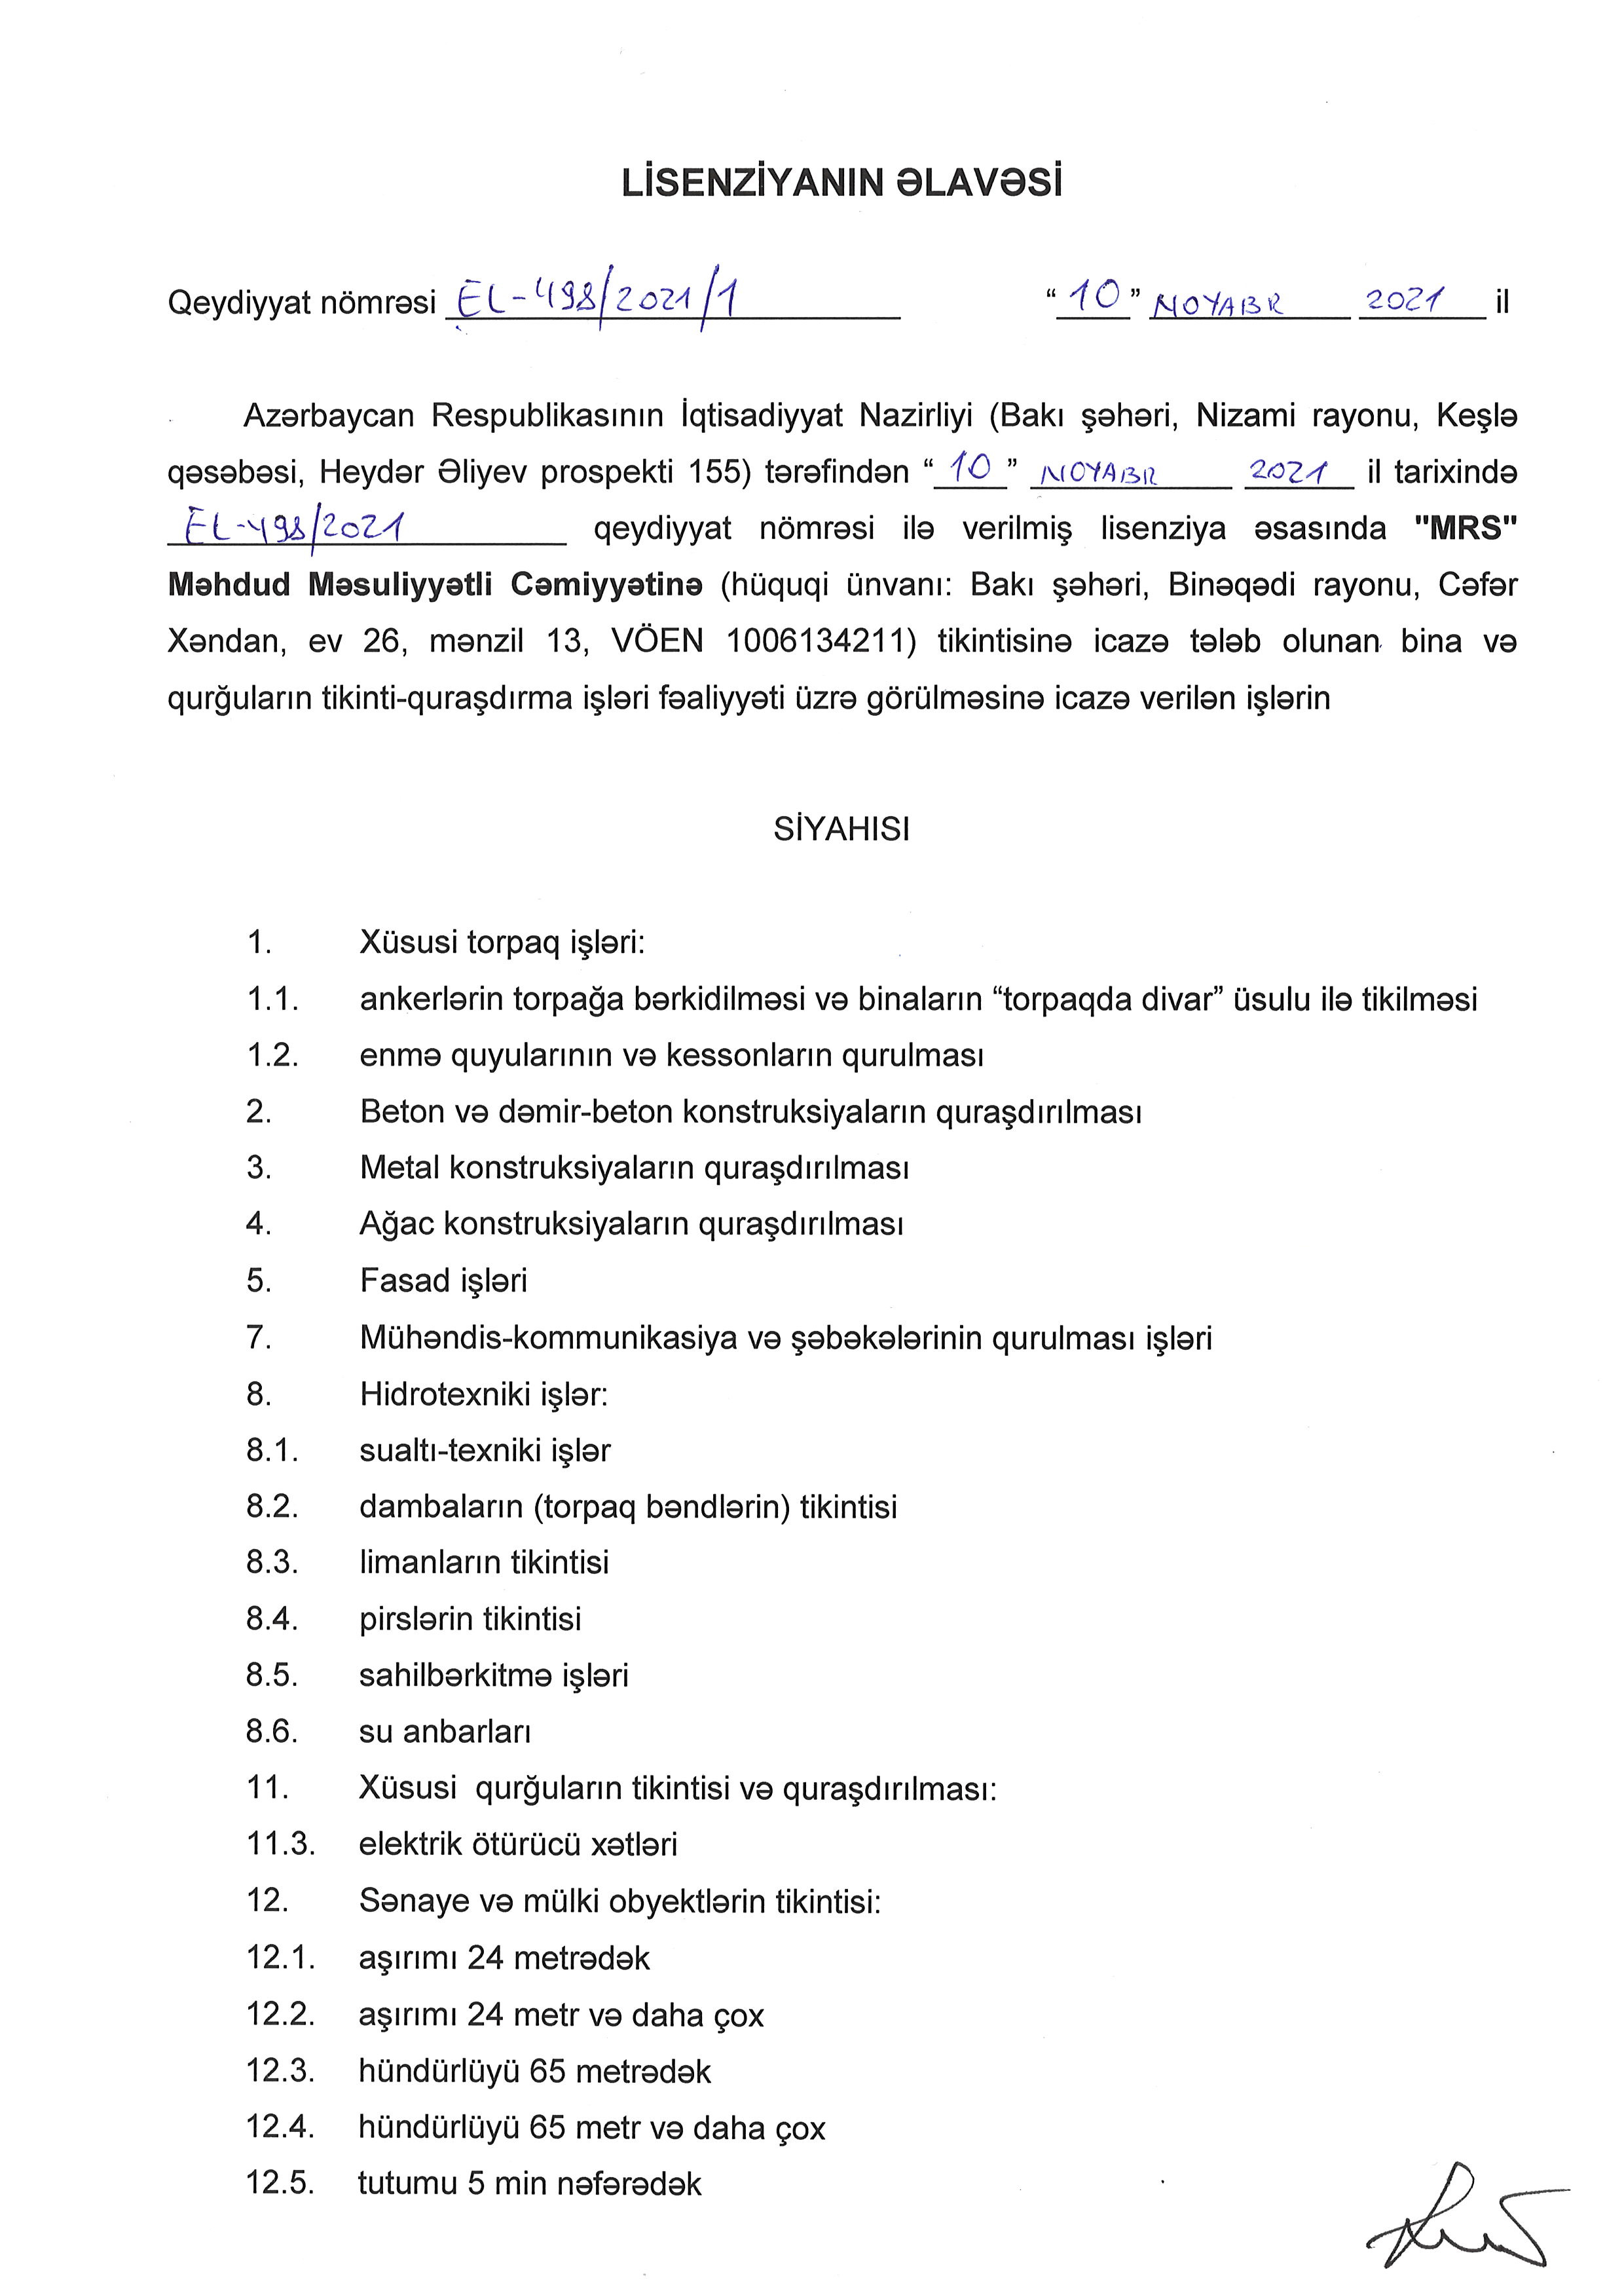 LİSENZİYANIN ƏLAVƏSİ
Qeydiyyat nömrəsi EL-498/2021/1 “10” NOYABR 2021 il
Azərbaycan Respublikasının İqtisadiyyat Nazirliyi (Bakı şəhəri, Nizami rayonu, Keşlə
qəsəbəsi, Heydər Əliyev prospekti 155) tərəfindən “10” NOYABR 2021 il tarixində
EL-498/2021 qeydiyyat nömrəsi ilə verilmiş lisenziya əsasında "MRS"
Məhdud Məsuliyyətli Cəmiyyətinə (hüquqi ünvanı: Bakı şəhəri, Binəqədi rayonu, Cəfər
Xəndan, ev 26, mənzil 13, VÖEN 1006134211) tikintisinə icazə tələb olunan bina və
qurğuların tikinti-quraşdırma işləri fəaliyyəti üzrə görülməsinə icazə verilən işlərin
SİYAHISI
1. Xüsusi torpaq işləri:
1.1. ankerlərin torpağa bərkidilməsi və binaların “torpaqda divar” üsulu ilə tikilməsi
1.2. enmə quyularının və kessonların qurulması
2. Beton və dəmir-beton konstruksiyaların quraşdırılması
3. Metal konstruksiyaların quraşdırılması
4. Ağac konstruksiyaların quraşdırılması
5. Fasad işləri
7. Mühəndis-kommunikasiya və şəbəkələrinin qurulması işləri
8. Hidrotexniki işlər:
8.1. sualtı-texniki işlər
8.2. dambaların (torpaq bəndlərin) tikintisi
8.3. limanların tikintisi
8.4. pirslərin tikintisi
8.5. sahilbərkitmə işləri
8.6. su anbarları
11. Xüsusi qurğuların tikintisi və quraşdırılması:
11.3. elektrik ötürücü xətləri
12. Sənaye və mülki obyektlərin tikintisi:
12.1. aşırımı 24 metrədək
12.2. aşırımı 24 metr və daha çox
12.3. hündürlüyü 65 metrədək
12.4. hündürlüyü 65 metr və daha çox
12.5. tutumu 5 min nəfərədək